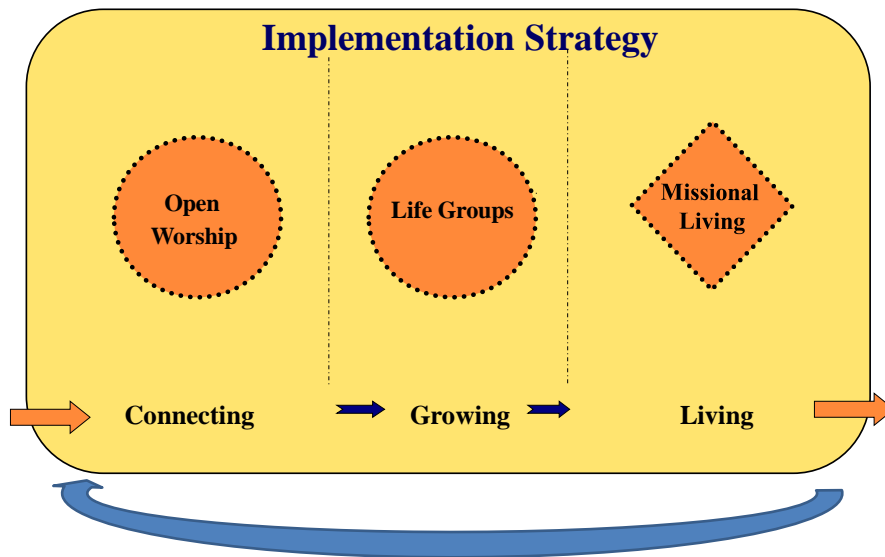 Implementation Strategy
Open
Worship
Life Groups
Missional
Living
Connecting
Growing
Living